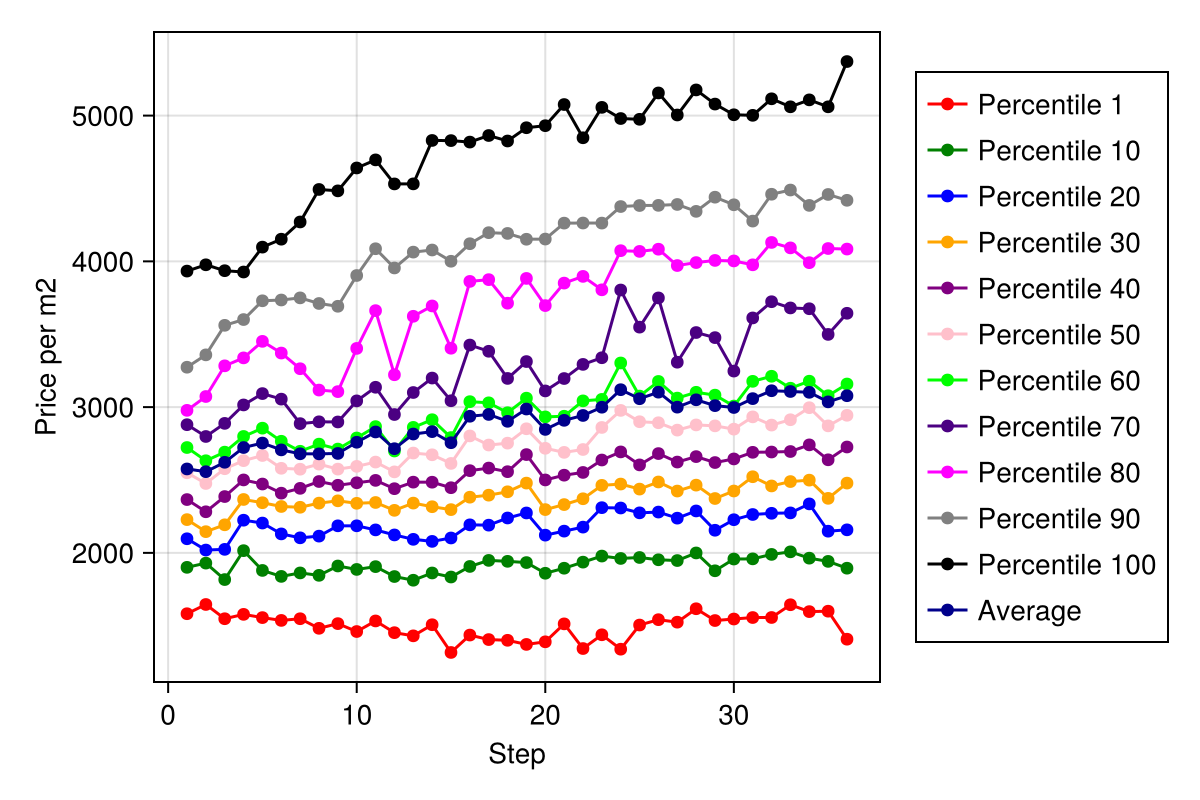 5000
4000
3000
2000
Price per m2
0 10 20 30
Step
Percentile 1
Percentile 10
Percentile 20
Percentile 30
Percentile 40
Percentile 50
Percentile 60
Percentile 70
Percentile 80
Percentile 90
Percentile 100
Average